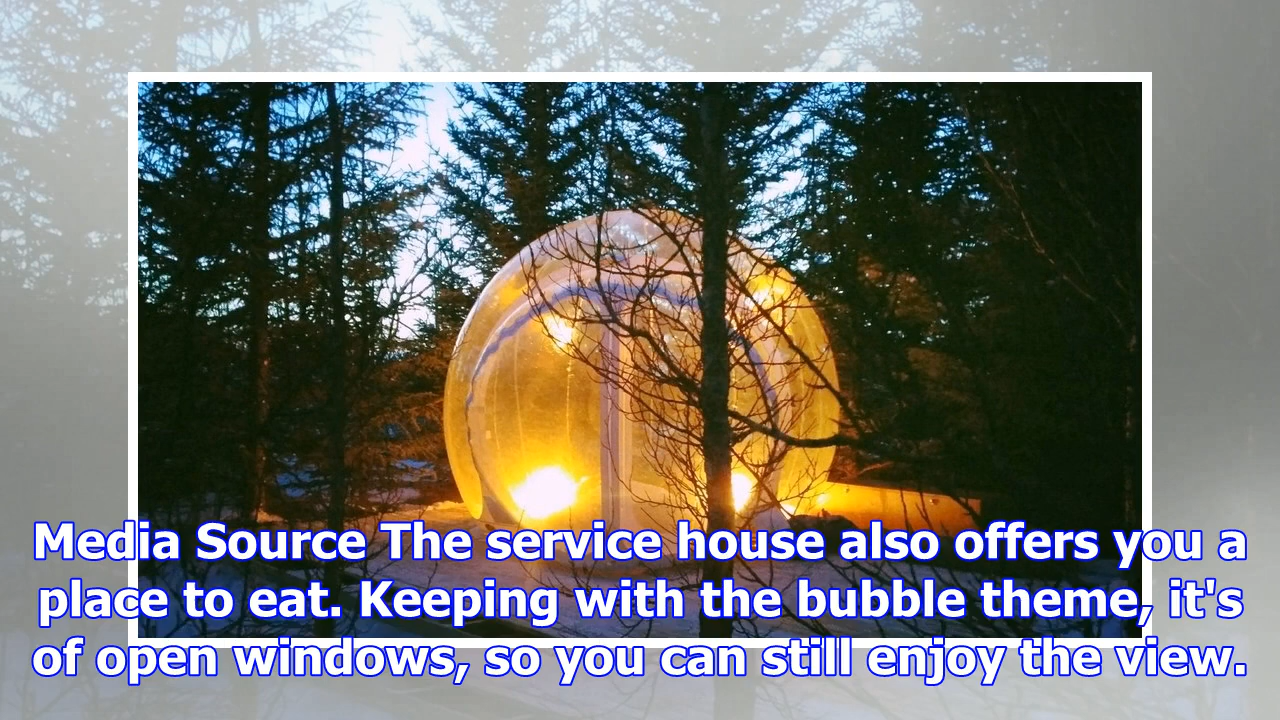 Media Source The service house also offers you a
place to eat. Keeping with the bubble theme, it's
of open windows, so you can still enjoy the view.